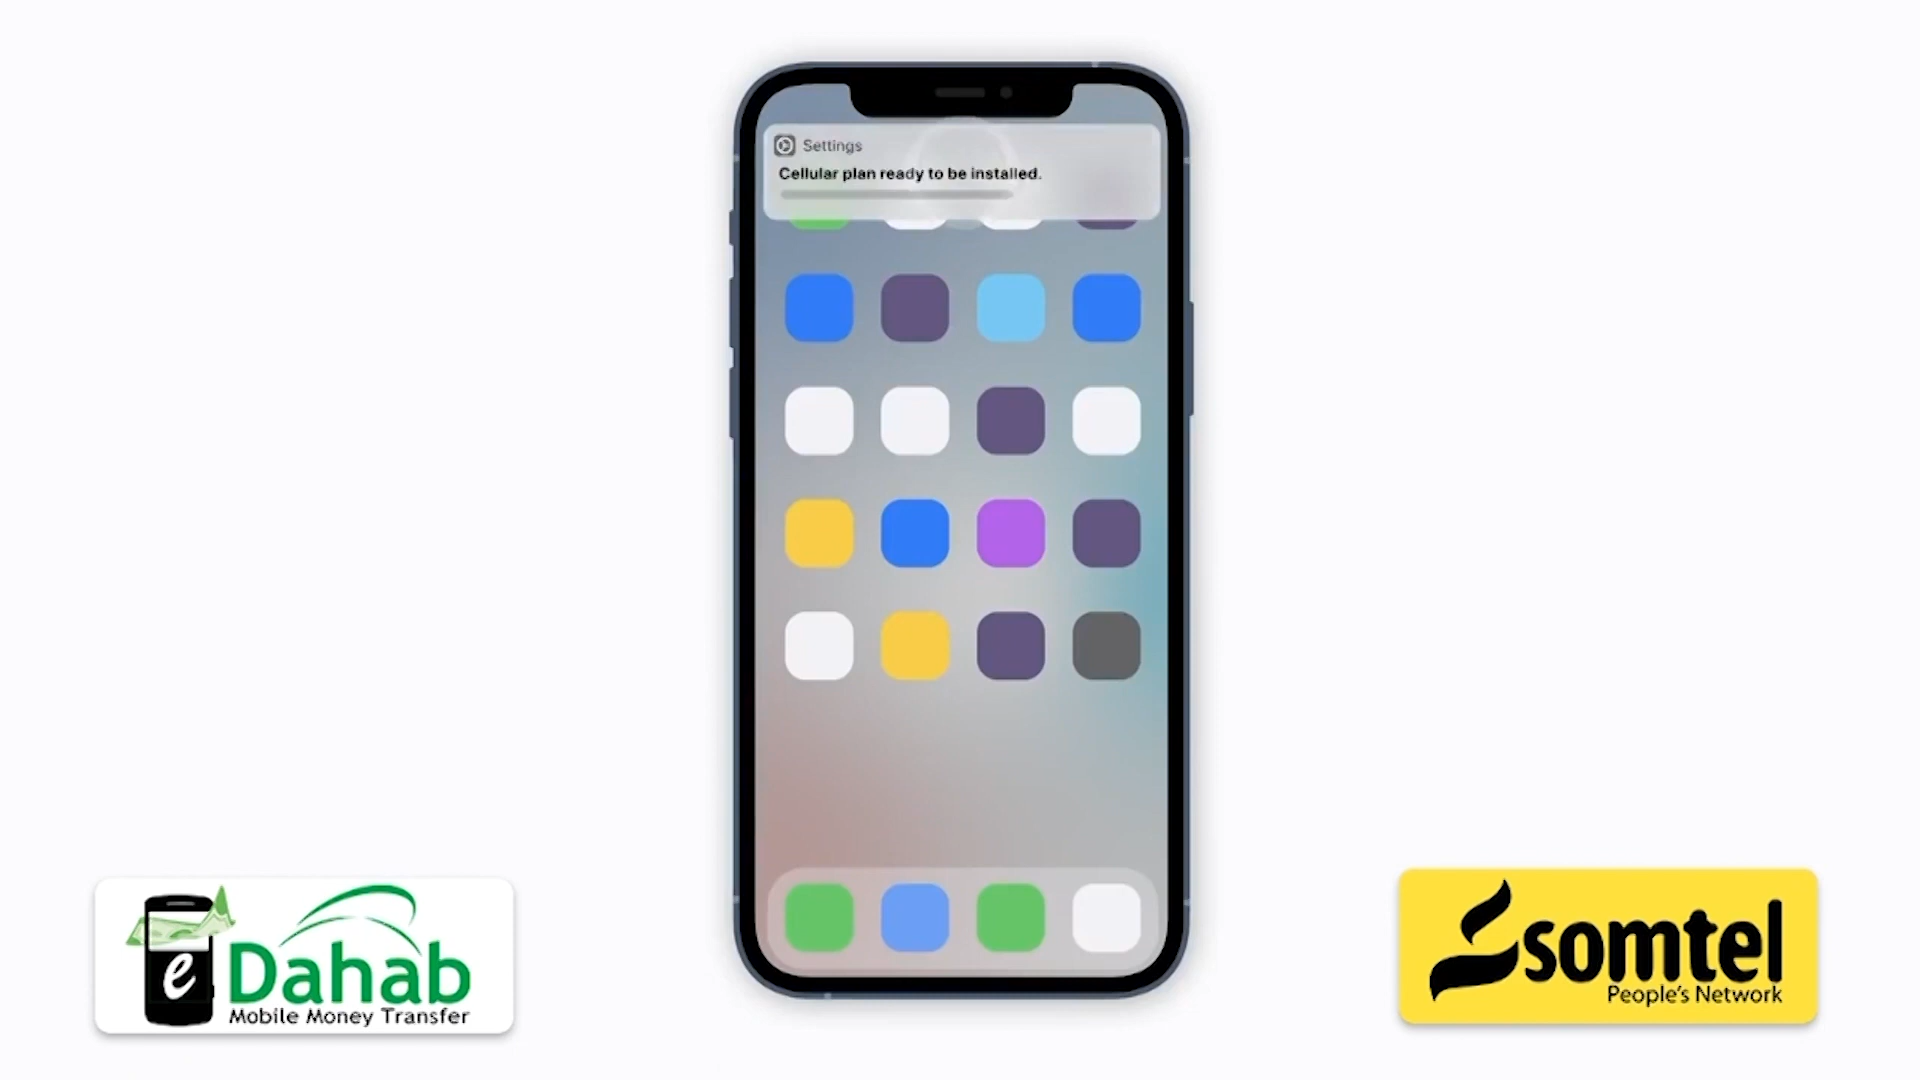 Settings
Cellular plan ready to be installed.
e Dahab
Mobile Money Transfer
somtel
People's Network